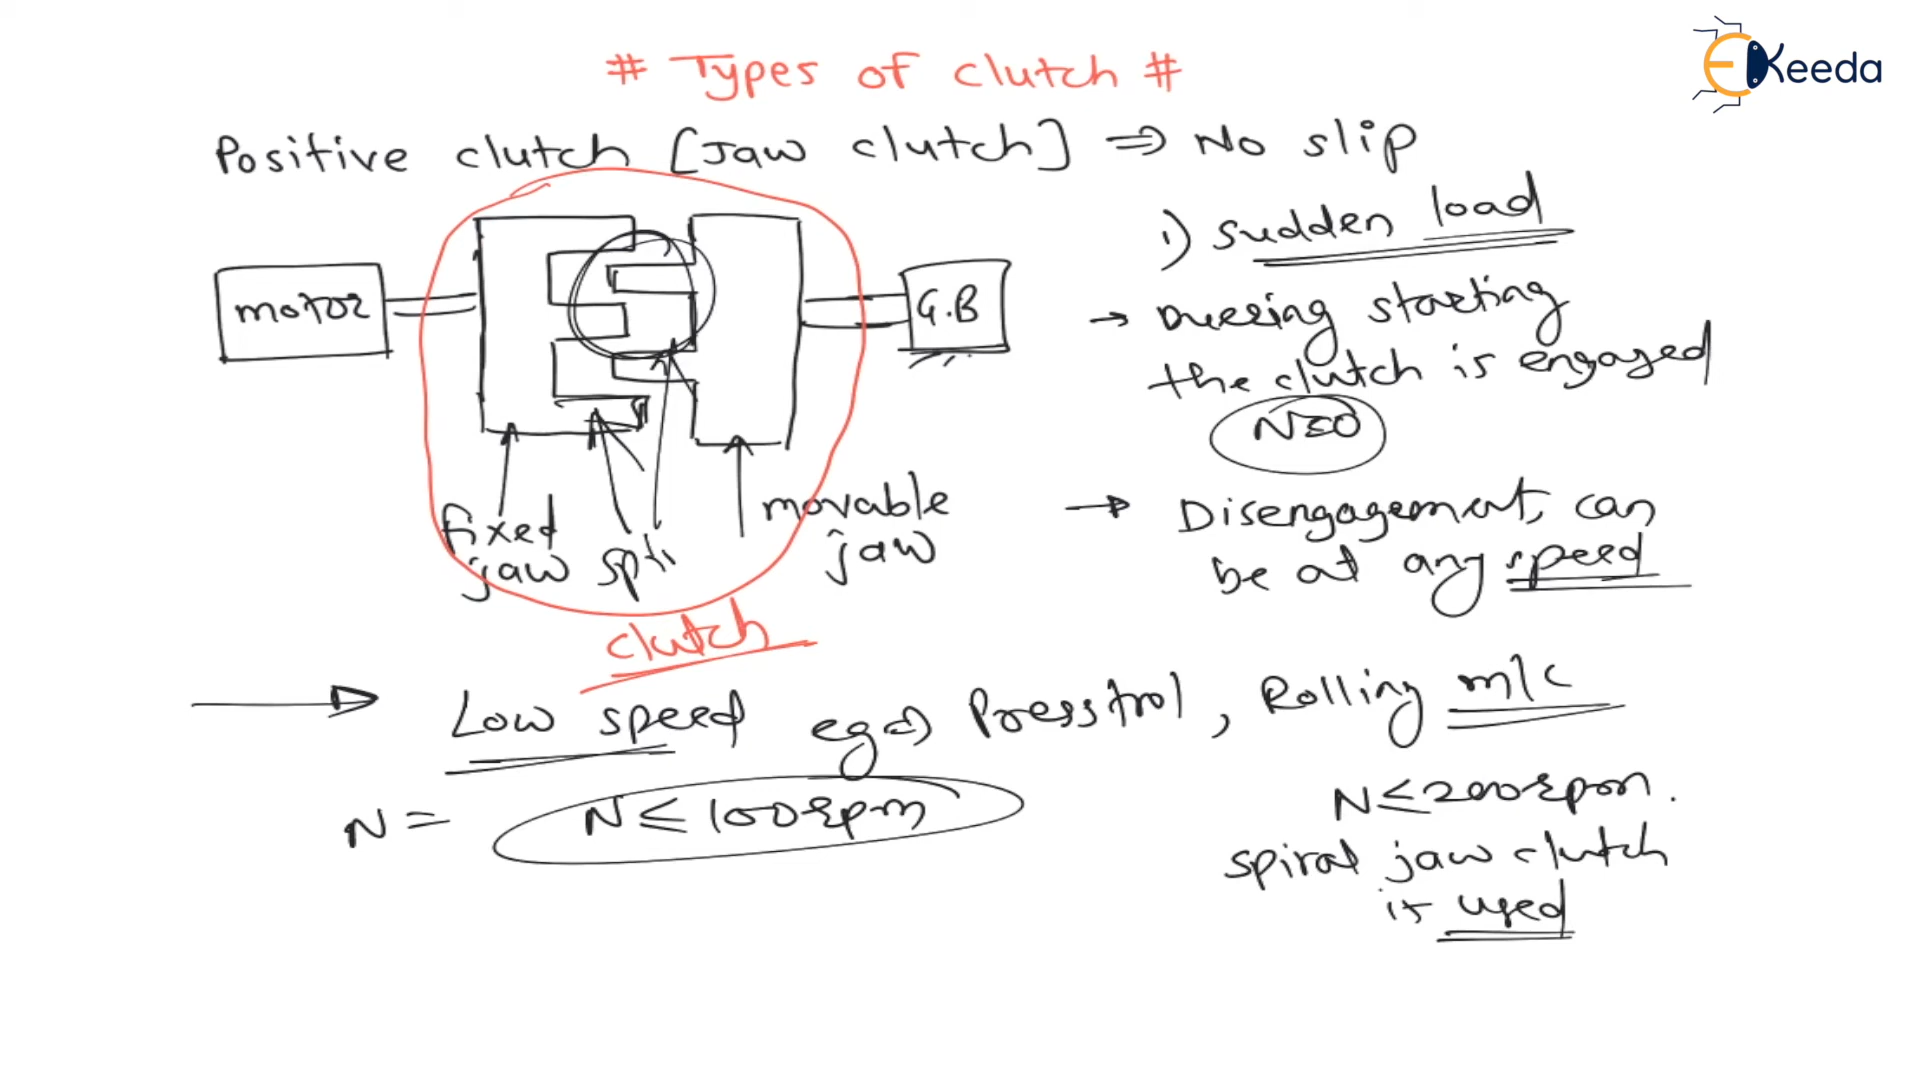 # Types of clutch #
EKeeda
Positive clutch [Jaw clutch] ⇒ No slip
1) sudden load
motor
G.B
→ During starting
the clutch is engaged
N=0
fixed
jaw
movable
jaw
→ Disengagement can
be at any speed
clutch
→ Low speed eg⇒ , Rolling m/c
N = N ≤ 100 rpm
N ≤ 200 rpm.
spiral jaw clutch
is used